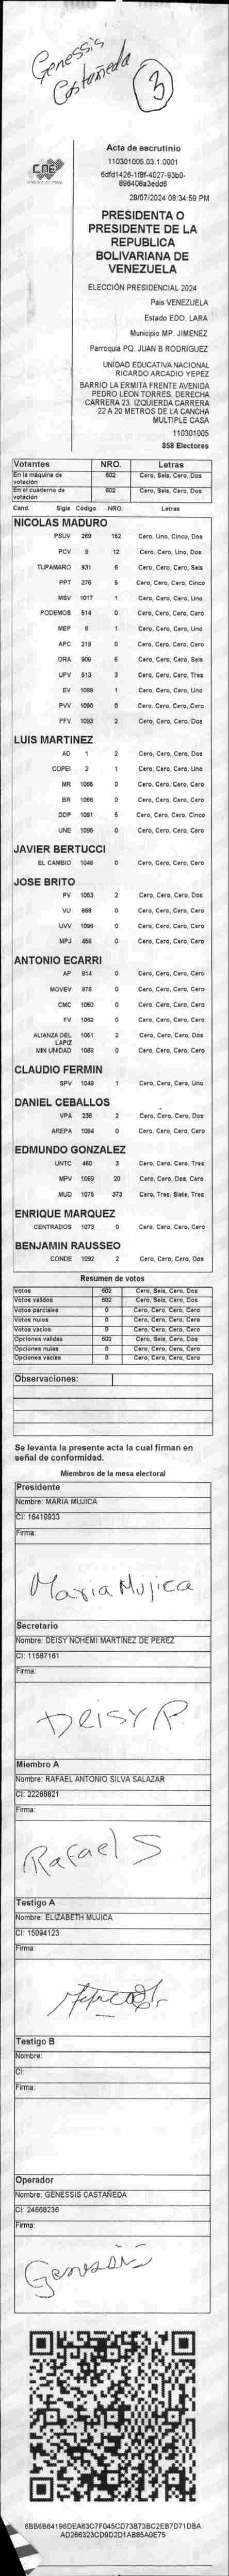 Genessis
Castañeda
3
CNE
Acta de escrutinio
110301005.03.1.0001
28/07/2024 08:34:59 PM
PRESIDENTA O
PRESIDENTE DE LA
REPUBLICA
BOLIVARIANA DE
VENEZUELA
ELECCIÓN PRESIDENCIAL 2024
País VENEZUELA
Estado EDO. LARA
Municipio MP. JIMENEZ
Parroquia PQ. JUAN B RODRIGUEZ
UNIDAD EDUCATIVA NACIONAL
RICARDO ARCADIO YEPEZ
BARRIO LA ERMITA FRENTE AVENIDA
PEDRO LEON TORRES. DERECHA
CARRERA 23. IZQUIERDA CARRERA
22 A 20 METROS DE LA CANCHA
MULTIPLE CASA
110301005
858 Electores
Votantes NRO. Letras
En la máquina de votación 602 Cero, Seis, Cero, Dos
En el cuaderno de votación 602 Cero, Seis, Cero, Dos
Cand. Sigla Codigo NRO. Letras
NICOLAS MADURO
PSUV 269 152 Cero, Uno, Cinco, Dos
PCV 9 12 Cero, Cero, Uno, Dos
TUPAMARO 931 6 Cero, Cero, Cero, Seis
PPT 276 5 Cero, Cero, Cero, Cinco
MSV 1017 1 Cero, Cero, Cero, Uno
PODEMOS 514 0 Cero, Cero, Cero, Cero
MEP 6 1 Cero, Cero, Cero, Uno
APC 219 0 Cero, Cero, Cero, Cero
ORA 906 6 Cero, Cero, Cero, Seis
UPV 513 3 Cero, Cero, Cero, Tres
EV 1089 1 Cero, Cero, Cero, Uno
PVV 1090 0 Cero, Cero, Cero, Cero
PFV 1093 2 Cero, Cero, Cero, Dos
LUIS MARTINEZ
AD 1 2 Cero, Cero, Cero, Dos
COPEI 2 1 Cero, Cero, Cero, Uno
MR 1065 0 Cero, Cero, Cero, Cero
BR 1066 0 Cero, Cero, Cero, Cero
DDP 1091 5 Cero, Cero, Cero, Cinco
UNE 1095 0 Cero, Cero, Cero, Cero
JAVIER BERTUCCI
EL CAMBIO 1048 0 Cero, Cero, Cero, Cero
JOSE BRITO
PV 1053 2 Cero, Cero, Cero, Dos
VU 969 0 Cero, Cero, Cero, Cero
UVV 1096 0 Cero, Cero, Cero, Cero
MPJ 458 0 Cero, Cero, Cero, Cero
ANTONIO ECARRI
AP 914 0 Cero, Cero, Cero, Cero
MOVEV 878 0 Cero, Cero, Cero, Cero
CMC 1050 0 Cero, Cero, Cero, Cero
FV 1062 0 Cero, Cero, Cero, Cero
ALIANZA DEL LAPIZ 1051 2 Cero, Cero, Cero, Dos
MIN UNIDAD 1068 0 Cero, Cero, Cero, Cero
CLAUDIO FERMIN
SPV 1049 1 Cero, Cero, Cero, Uno
DANIEL CEBALLOS
VPA 238 2 Cero, Cero, Cero, Dos
AREPA 1094 0 Cero, Cero, Cero, Cero
EDMUNDO GONZALEZ
UNTC 460 3 Cero, Cero, Cero, Tres
MPV 1069 20 Cero, Cero, Dos, Cero
MUD 1075 373 Cero, Tres, Siete, Tres
ENRIQUE MARQUEZ
CENTRADOS 1073 0 Cero, Cero, Cero, Cero
BENJAMIN RAUSSEO
CONDE 1092 2 Cero, Cero, Cero, Dos
Resumen de votos
Votos 602 Cero, Seis, Cero, Dos
Votos validos 602 Cero, Seis, Cero, Dos
Votos parciales 0 Cero, Cero, Cero, Cero
Votos nulos 0 Cero, Cero, Cero, Cero
Votos vacios 0 Cero, Cero, Cero, Cero
Opciones validas 602 Cero, Seis, Cero, Dos
Opciones nulas 0 Cero, Cero, Cero, Cero
Opciones vacias 0 Cero, Cero, Cero, Cero
Observaciones:
Se levanta la presente acta la cual firman en
señal de conformidad.
Miembros de la mesa electoral
Presidente
Nombre: MARIA MUJICA
CI: 16419933
Firma:
Maria Mujica
Secretario
Nombre: DEISY NOHEMI MARTINEZ DE PEREZ
CI: 11587161
Firma:
Deisy P.
Miembro A
Nombre: RAFAEL ANTONIO SILVA SALAZAR
CI: 22268821
Firma:
Rafael S
Testigo A
Nombre: ELIZABETH MUJICA
CI: 15094123
Firma:
Testigo B
Nombre:
CI:
Firma:
Operador
Nombre: GENESSIS CASTAÑEDA
CI: 24668236
Firma:
Genessis